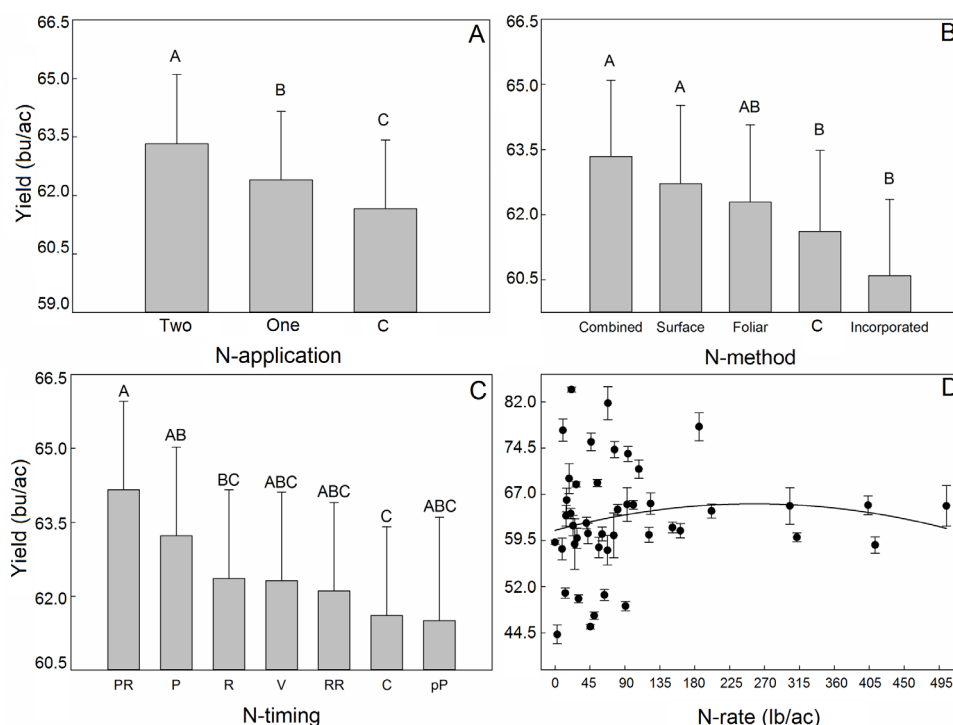 A
66.5
65.0
63.5
62.0
60.5
59.0
Yield (bu/ac)
A
B
C
Two One C
N-application
B
66.5
65.0
63.5
62.0
60.5
A
A
AB
B
B
Combined Surface Foliar C Incorporated
N-method
C
66.5
65.0
63.5
62.0
60.5
Yield (bu/ac)
A
AB
BC
ABC
ABC
C
ABC
PR P R V RR C pP
N-timing
D
82.0
74.5
67.0
59.5
52.0
44.5
0 45 90 135 180 225 270 315 360 405 450 495
N-rate (lb/ac)